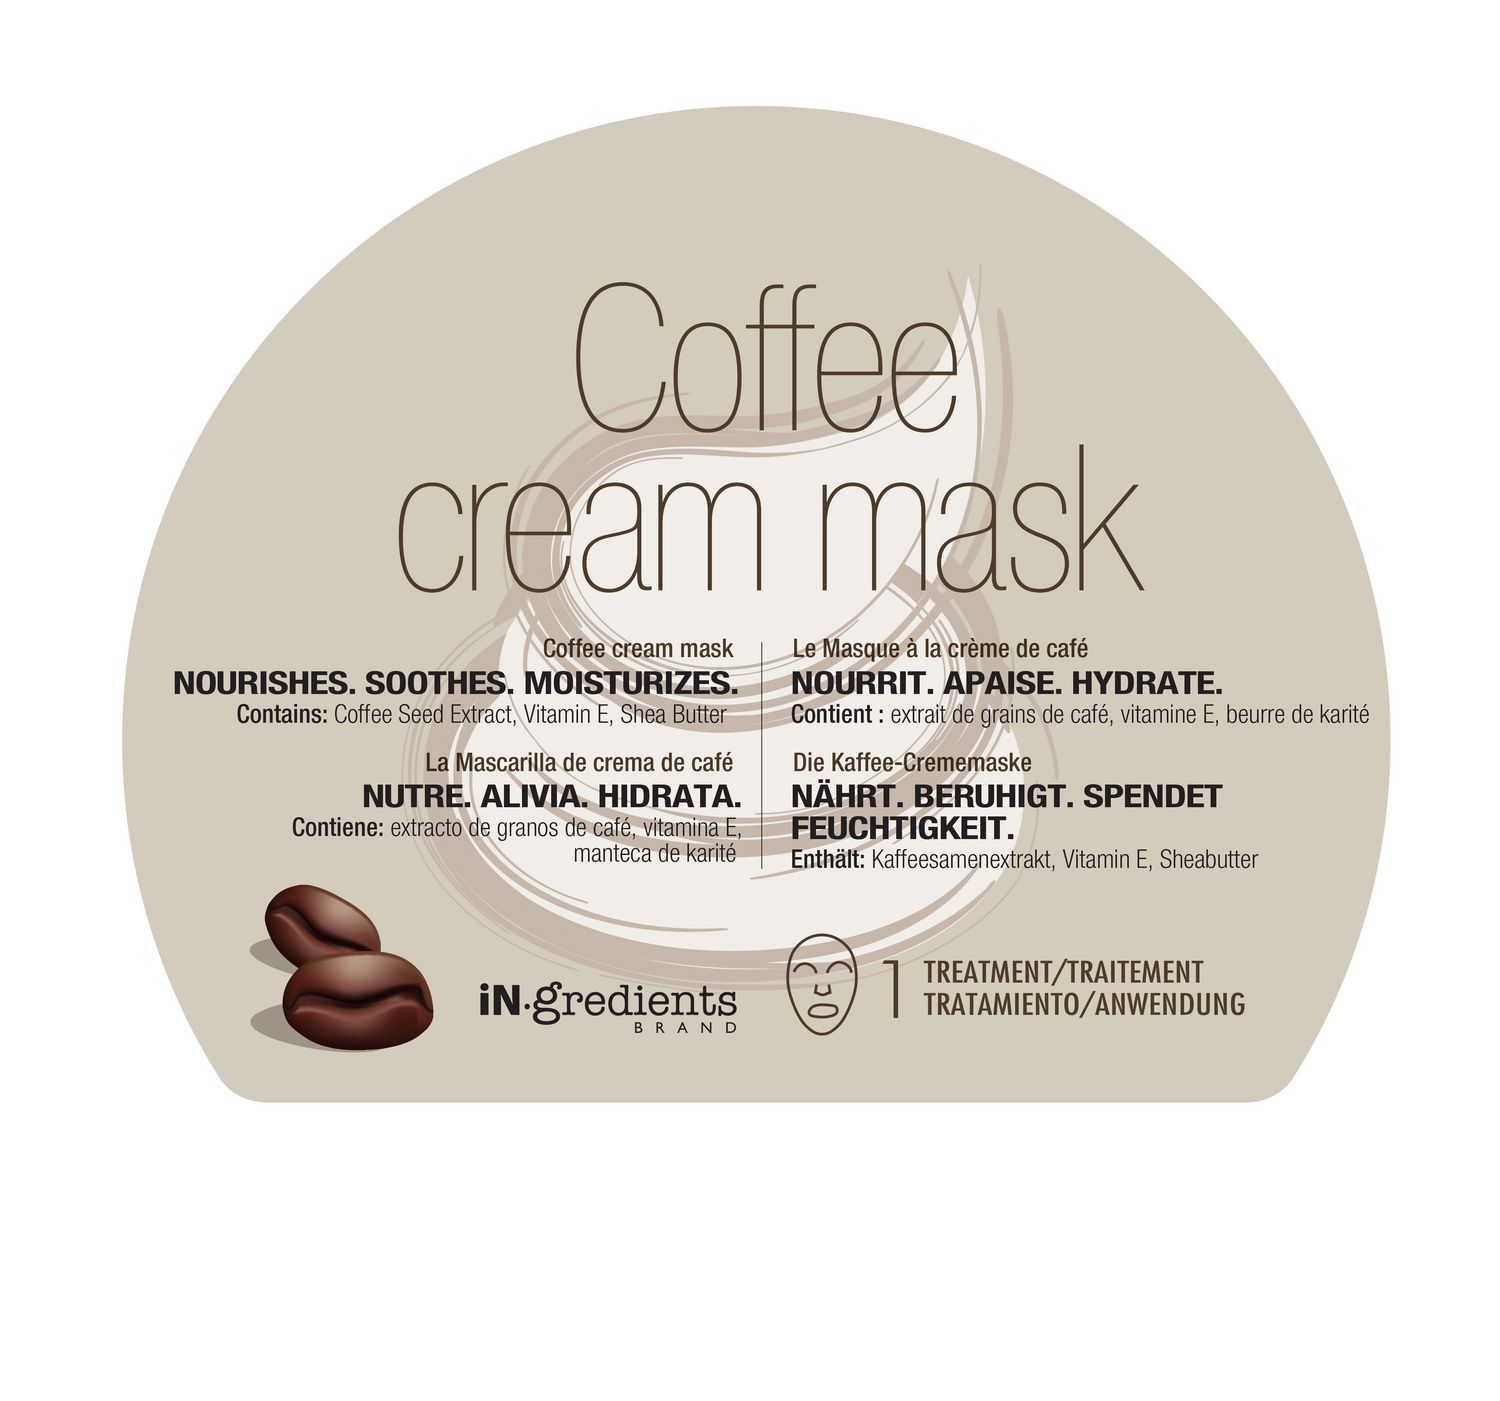 Coffee
cream mask
Coffee cream mask
NOURISHES. SOOTHES. MOISTURIZES.
Contains: Coffee Seed Extract, Vitamin E, Shea Butter
La Mascarilla de crema de café
NUTRE. ALIVIA. HIDRATA.
Contiene: extracto de granos de café, vitamina E,
manteca de karité
Le Masque à la crème de café
NOURRIT. APAISE. HYDRATE.
Contient : extrait de grains de café, vitamine E, beurre de karité
Die Kaffee-Crememaske
NÄHRT. BERUHIGT. SPENDET
FEUCHTIGKEIT.
Enthält: Kaffeesamenextrakt, Vitamin E, Sheabutter
iN·gredients
BRAND
1 TREATMENT/TRAITEMENT
TRATAMIENTO/ANWENDUNG